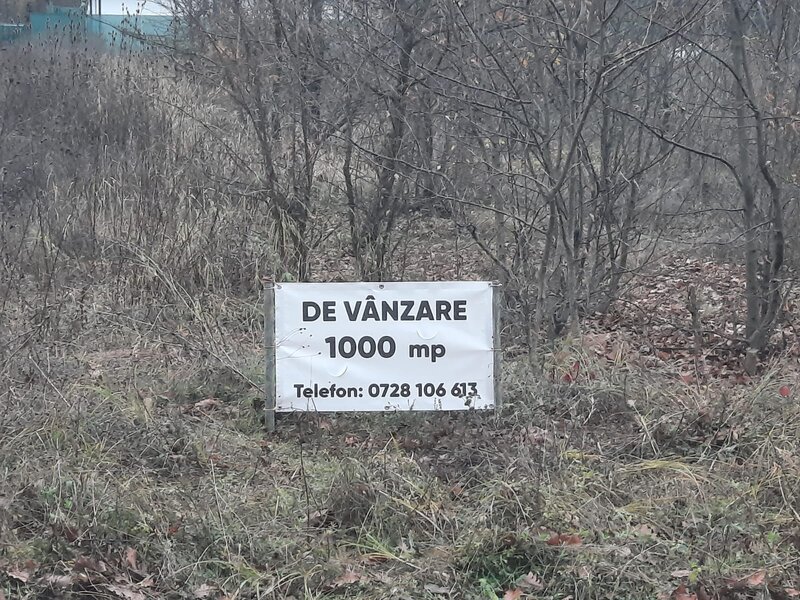 DE VÂNZARE
1000 mp
Telefon: 0728 106 613